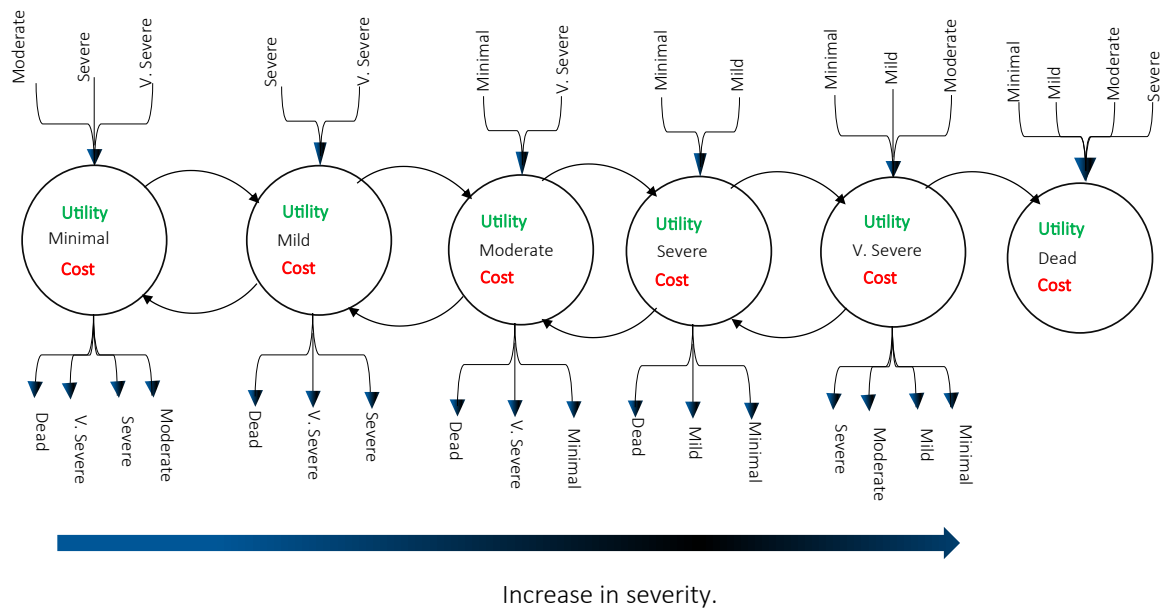 Moderate
Severe
V. Severe
Severe
V. Severe
Minimal
V. Severe
Minimal
Mild
Minimal
Mild
Moderate
Minimal
Mild
Moderate
Severe
Utility
Minimal
Cost
Utility
Mild
Cost
Utility
Moderate
Cost
Utility
Severe
Cost
Utility
V. Severe
Cost
Utility
Dead
Cost
Dead
V. Severe
Severe
Moderate
Dead
V. Severe
Severe
Dead
V. Severe
Minimal
Dead
Mild
Minimal
Severe
Moderate
Mild
Minimal
Increase in severity.